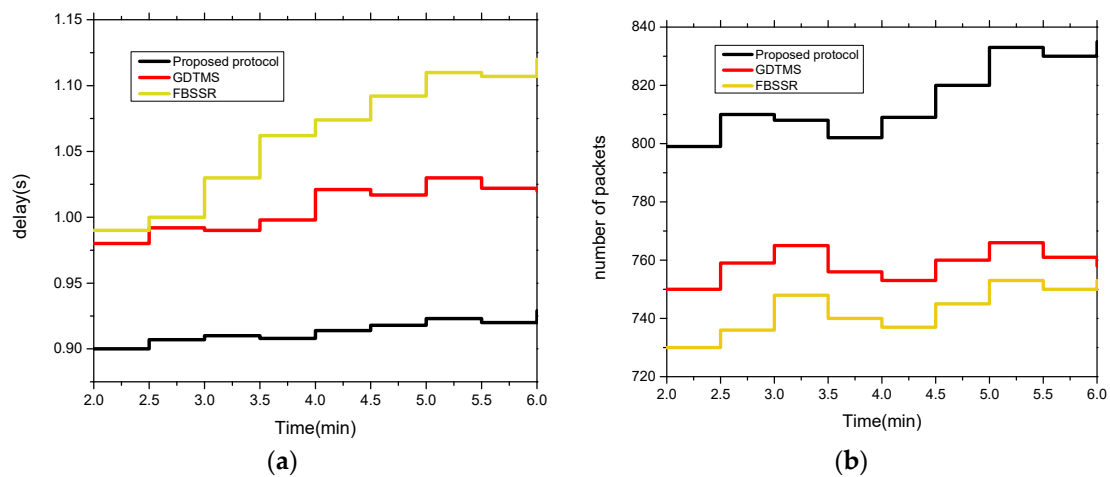 1.15
1.10
1.05
1.00
0.95
0.90
delay(s)
Proposed protocol
GDTMS
FBSSR
2.0 2.5 3.0 3.5 4.0 4.5 5.0 5.5 6.0
Time(min)
(a)
840
820
800
780
760
740
720
number of packets
Proposed protocol
GDTMS
FBSSR
2.0 2.5 3.0 3.5 4.0 4.5 5.0 5.5 6.0
Time(min)
(b)